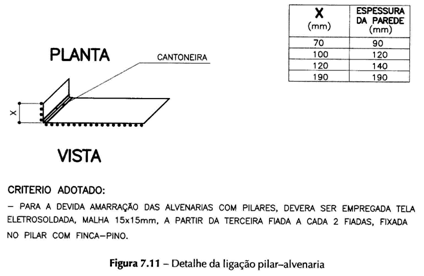 X
(mm)
ESPESSURA
DA PAREDE
(mm)
70
90
100
120
120
140
190
190
PLANTA
CANTONEIRA
X
VISTA
CRITERIO ADOTADO:
– PARA A DEVIDA AMARRAÇÃO DAS ALVENARIAS COM PILARES, DEVERA SER EMPREGADA TELA
ELETROSOLDADA, MALHA 15x15mm, A PARTIR DA TERCEIRA FIADA A CADA 2 FIADAS, FIXADA
NO PILAR COM FINCA–PINO.
Figura 7.11 – Detalhe da ligação pilar–alvenaria